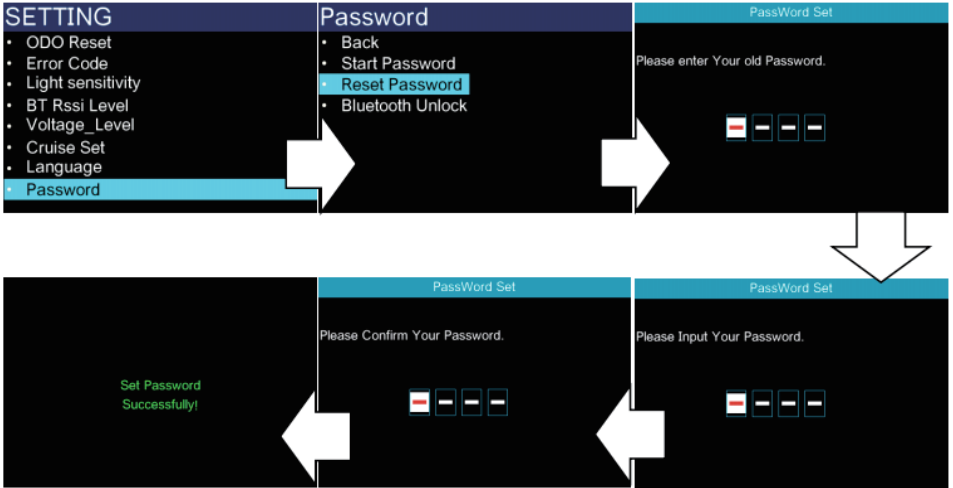 SETTING
• ODO Reset
• Error Code
• Light sensitivity
• BT Rssi Level
• Voltage_Level
• Cruise Set
• Language
• Password
Password
• Back
• Start Password
• Reset Password
• Bluetooth Unlock
PassWord Set
Please enter Your old Password.
PassWord Set
Please Input Your Password.
PassWord Set
Please Confirm Your Password.
Set Password
Successfully!